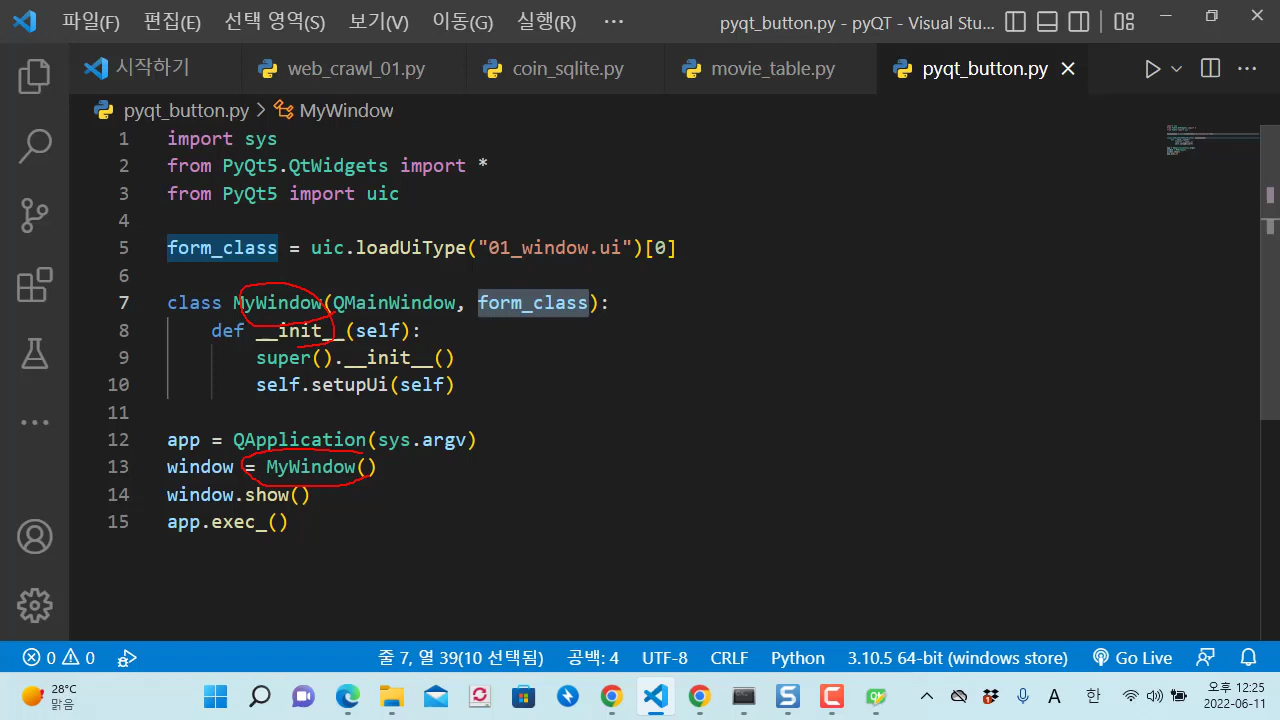 파일(F) 편집(E) 선택 영역(S) 보기(V) 이동(G) 실행(R) ··· pyqt_button.py - pyQT - Visual Stu...
시작하기 web_crawl_01.py coin_sqlite.py movie_table.py pyqt_button.py
pyqt_button.py > MyWindow
1 import sys
2 from PyQt5.QtWidgets import *
3 from PyQt5 import uic
4
5 form_class = uic.loadUiType("01_window.ui")[0]
6
7 class MyWindow(QMainWindow, form_class):
8 def __init__(self):
9 super().__init__()
10 self.setupUi(self)
11
12 app = QApplication(sys.argv)
13 window = MyWindow()
14 window.show()
15 app.exec_()
0 0 줄 7, 열 39(10 선택됨) 공백: 4 UTF-8 CRLF Python 3.10.5 64-bit (windows store) Go Live
28°C
맑음
A 한
오후 12:25
2022-06-11